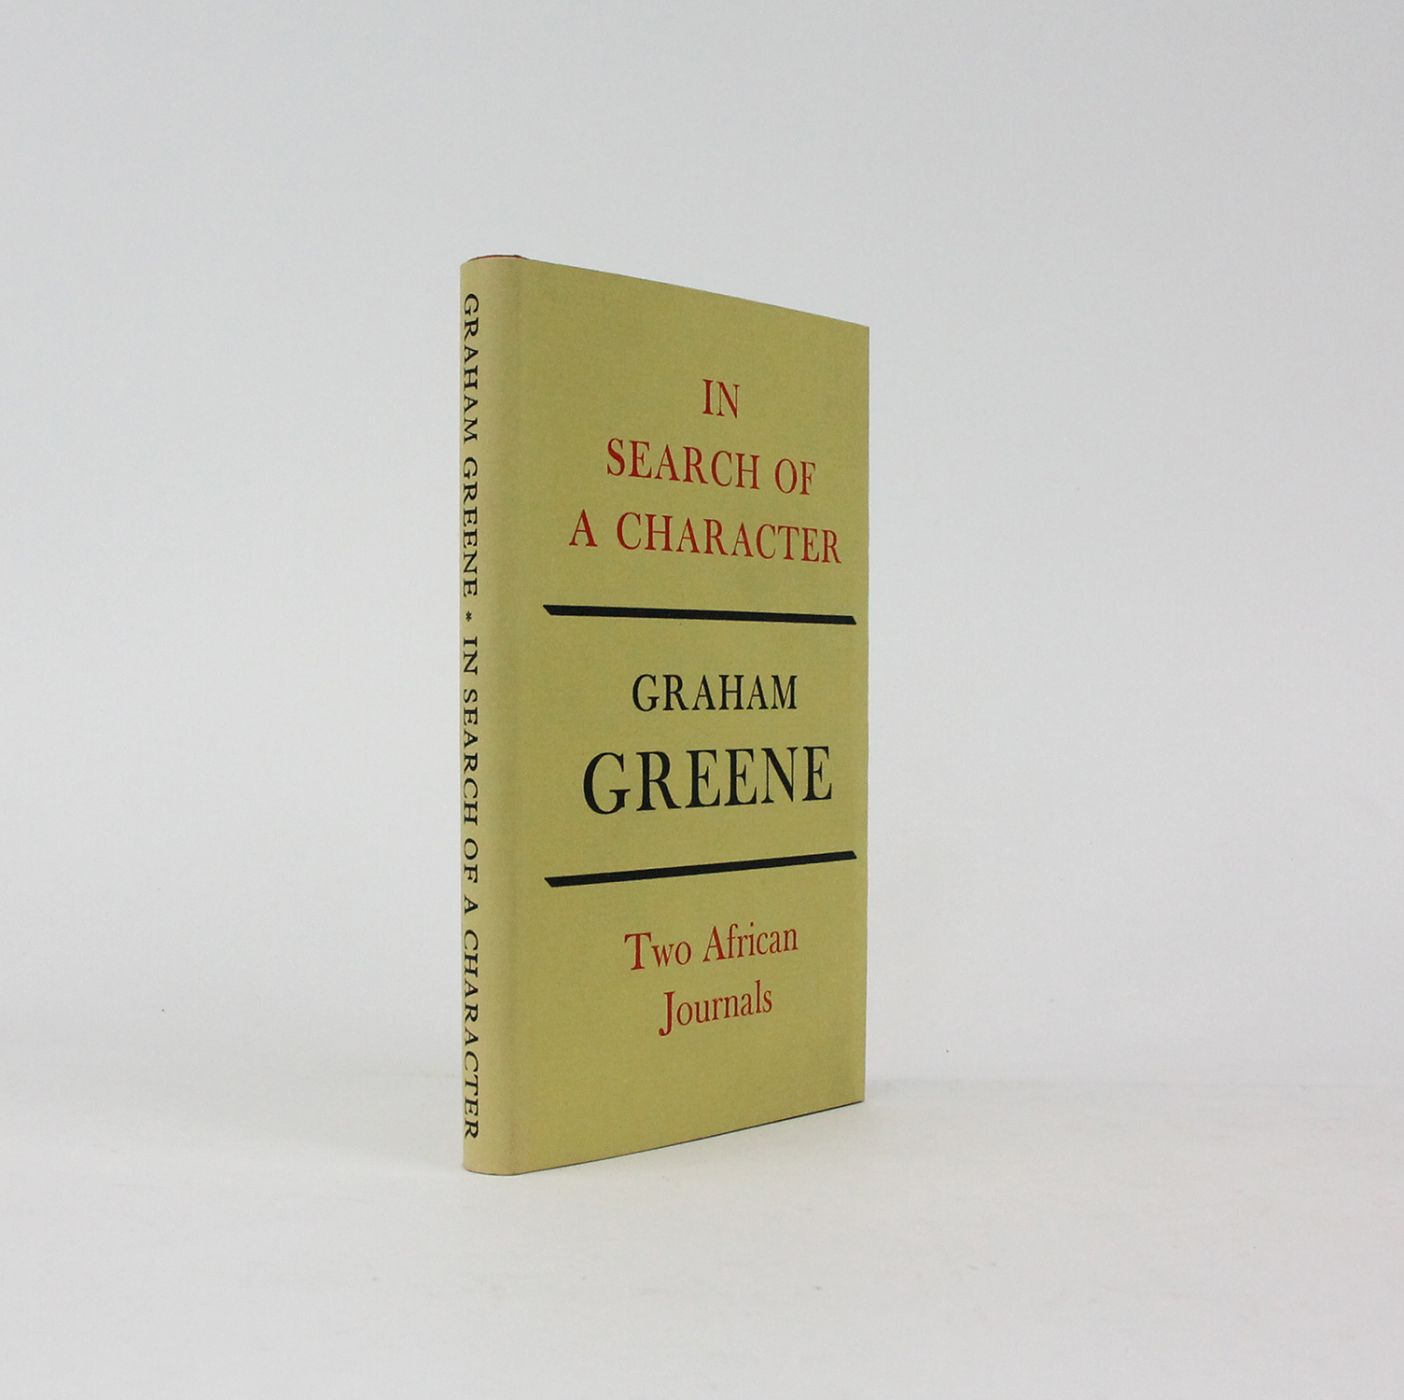 GRAHAM GREENE * IN SEARCH OF A CHARACTER
IN
SEARCH OF
A CHARACTER
GRAHAM
GREENE
Two African
Journals